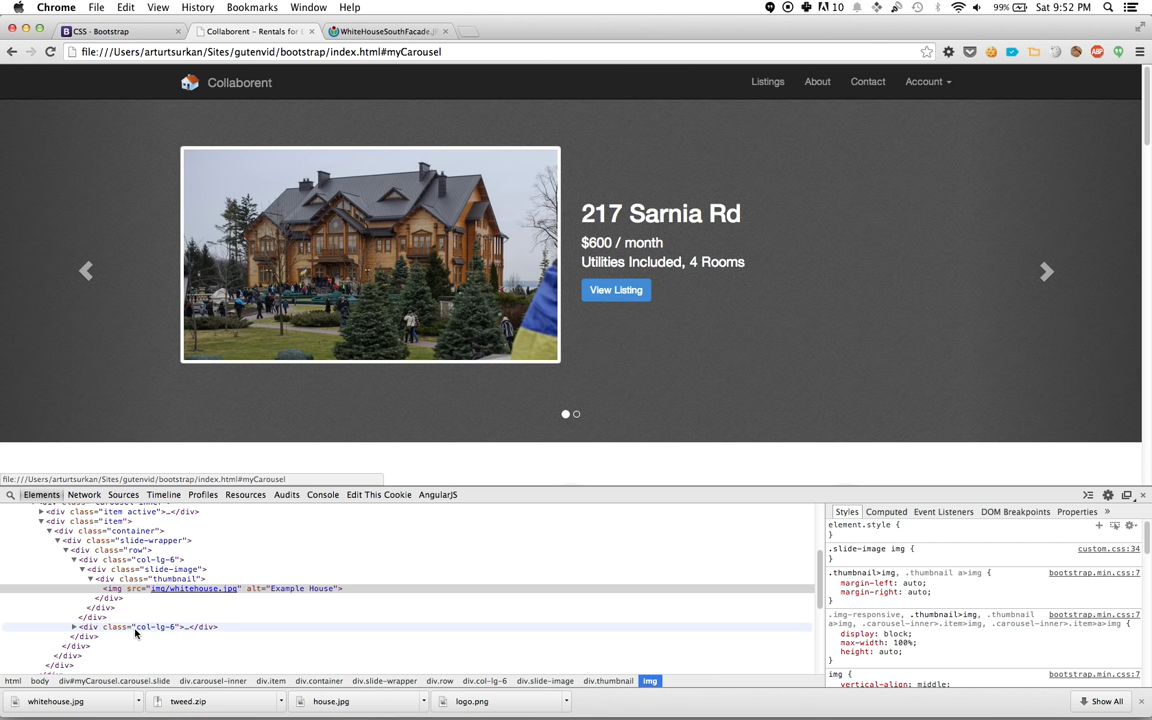 Chrome File Edit View History Bookmarks Window Help 10 99% Sat 9:52 PM
CSS · Bootstrap × Collaborent – Rentals for × WhiteHouseSouthFacade.jP ×
file:///Users/arturtsurkan/Sites/gutenvid/bootstrap/index.html#myCarousel
ABP
Collaborent Listings About Contact Account
217 Sarnia Rd
$600 / month
Utilities Included, 4 Rooms
View Listing
file:///Users/arturtsurkan/Sites/gutenvid/bootstrap/index.html#myCarousel
Elements Network Sources Timeline Profiles Resources Audits Console Edit This Cookie AngularJS
▶<div class="item active">…</div>
▼<div class="item">
▼<div class="container">
▼<div class="slide-wrapper">
▼<div class="row">
▼<div class="col-lg-6">
▼<div class="slide-image">
▼<div class="thumbnail">
<img src="img/whitehouse.jpg" alt="Example House">
</div>
</div>
</div>
▶<div class="col-lg-6">…</div>
</div>
</div>
</div>
</div>
Styles Computed Event Listeners DOM Breakpoints Properties »
element.style {
}
.slide-image img { custom.css:34
}
.thumbnail>img, .thumbnail a>img { bootstrap.min.css:7
margin-left: auto;
margin-right: auto;
}
.img-responsive, .thumbnail>img, .thumbnail bootstrap.min.css:7
a>img, .carousel-inner>.item>img, .carousel-inner>.item>a>img {
display: block;
max-width: 100%;
height: auto;
}
img { bootstrap.min.css:7
vertical-align: middle;
html body div#myCarousel.carousel.slide div.carousel-inner div.item div.container div.slide-wrapper div.row div.col-lg-6 div.slide-image div.thumbnail img
whitehouse.jpg tweed.zip house.jpg logo.png Show All ×